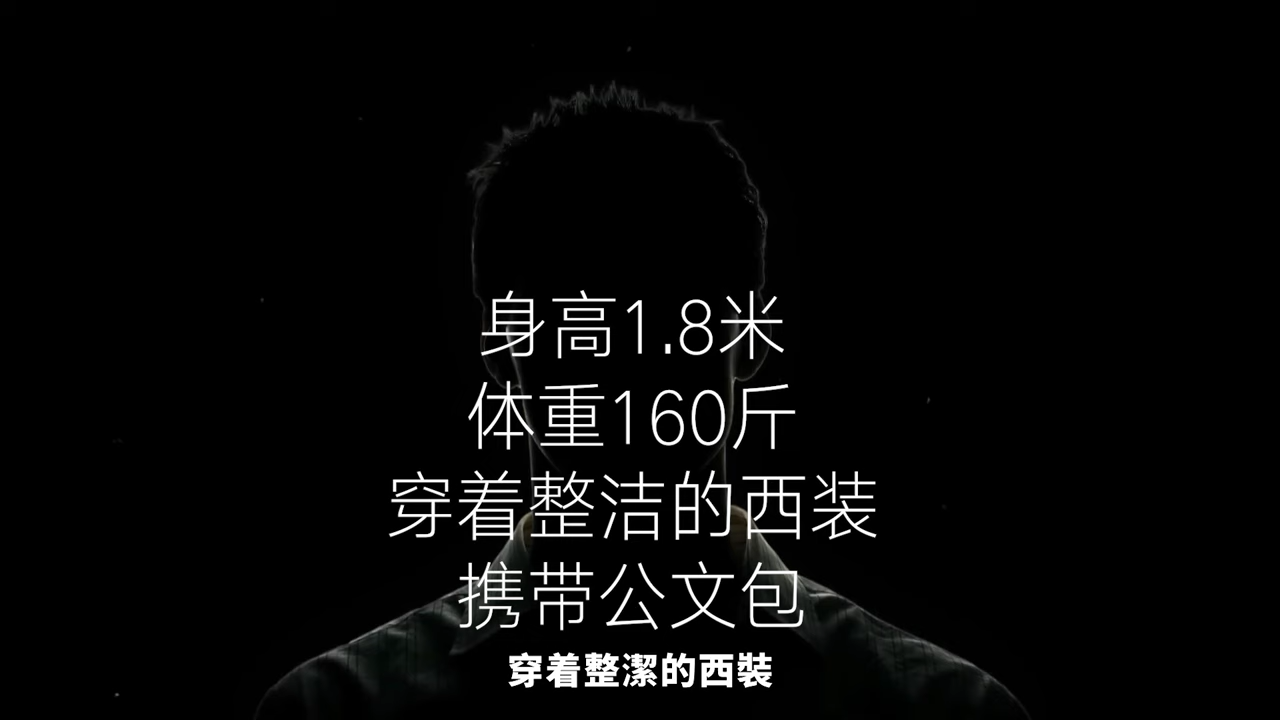 身高1.8米
体重160斤
穿着整洁的西装
携带公文包
穿着整潔的西裝